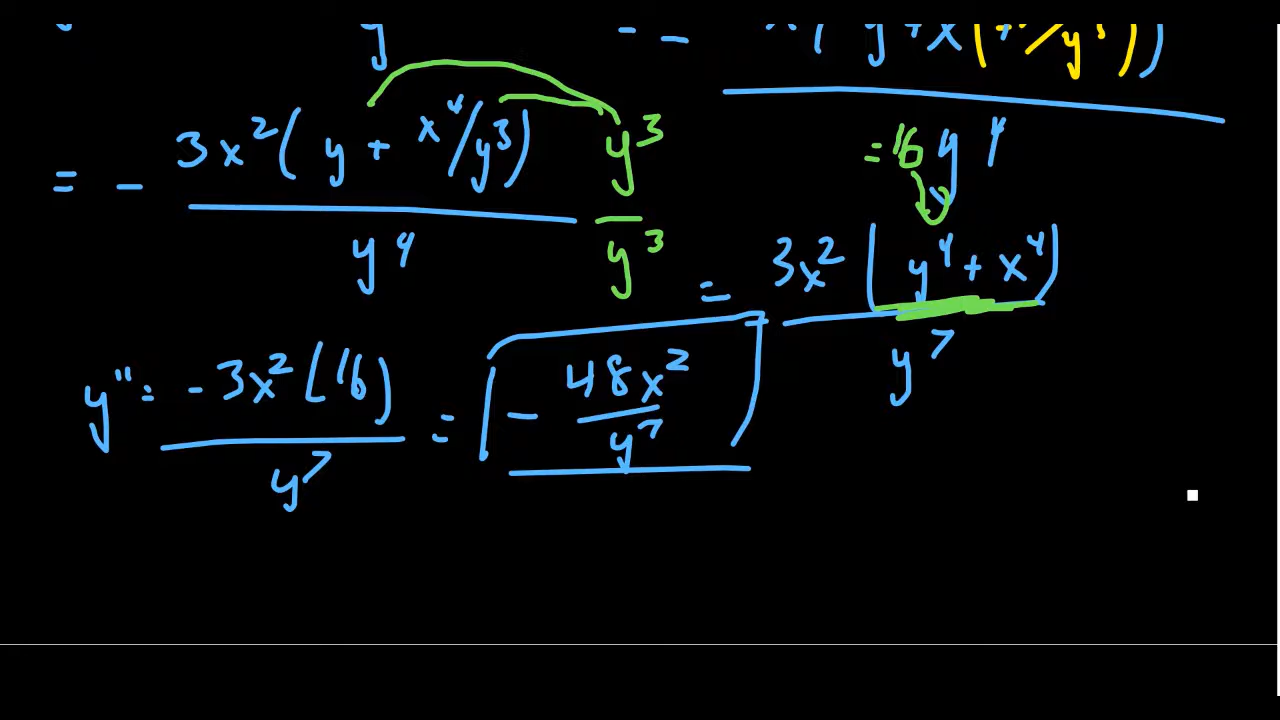 y
= - 3x²( y + x⁴/y³) / y⁴ · y³/y³
= 16 y⁴
= - 3x² ( y⁴ + x⁴) / y⁷
y'' = - 3x² (16) / y⁷ = - 48x² / y⁷